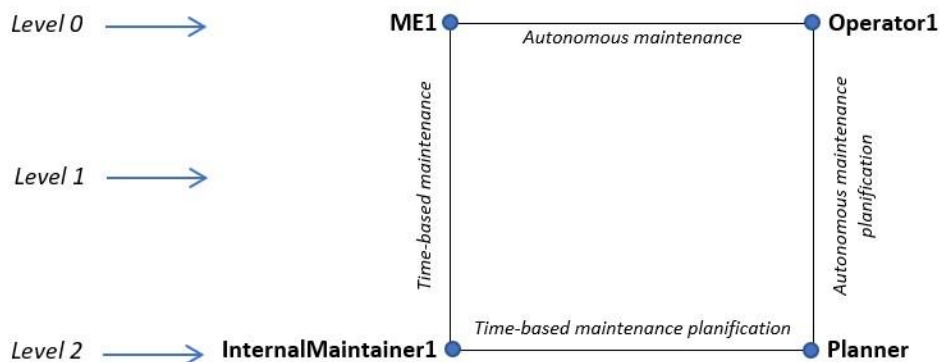 Level 0
ME1
Operator1
Autonomous maintenance
Time-based maintenance
Autonomous maintenance
planification
Level 1
Time-based maintenance planification
Level 2
InternalMaintainer1
Planner